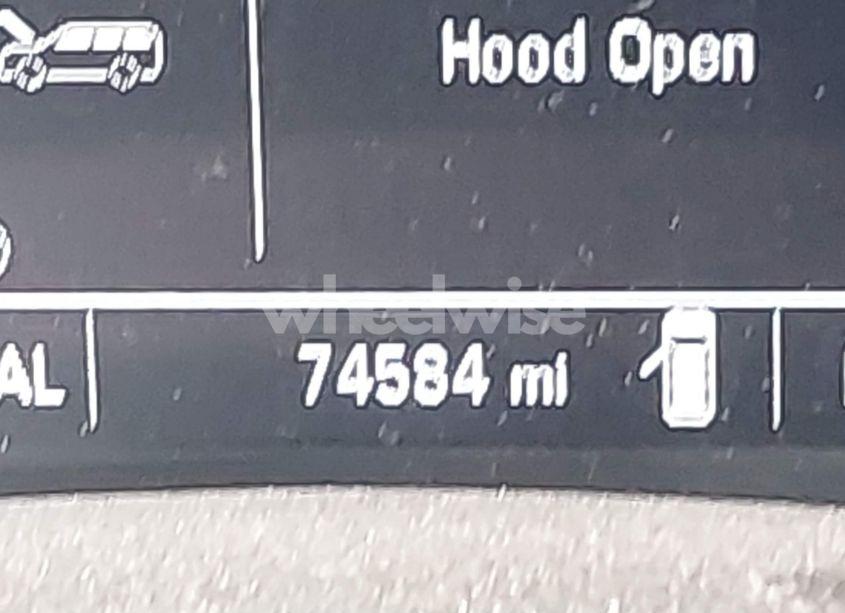 Hood Open
wheelwise
AL
74584 mi